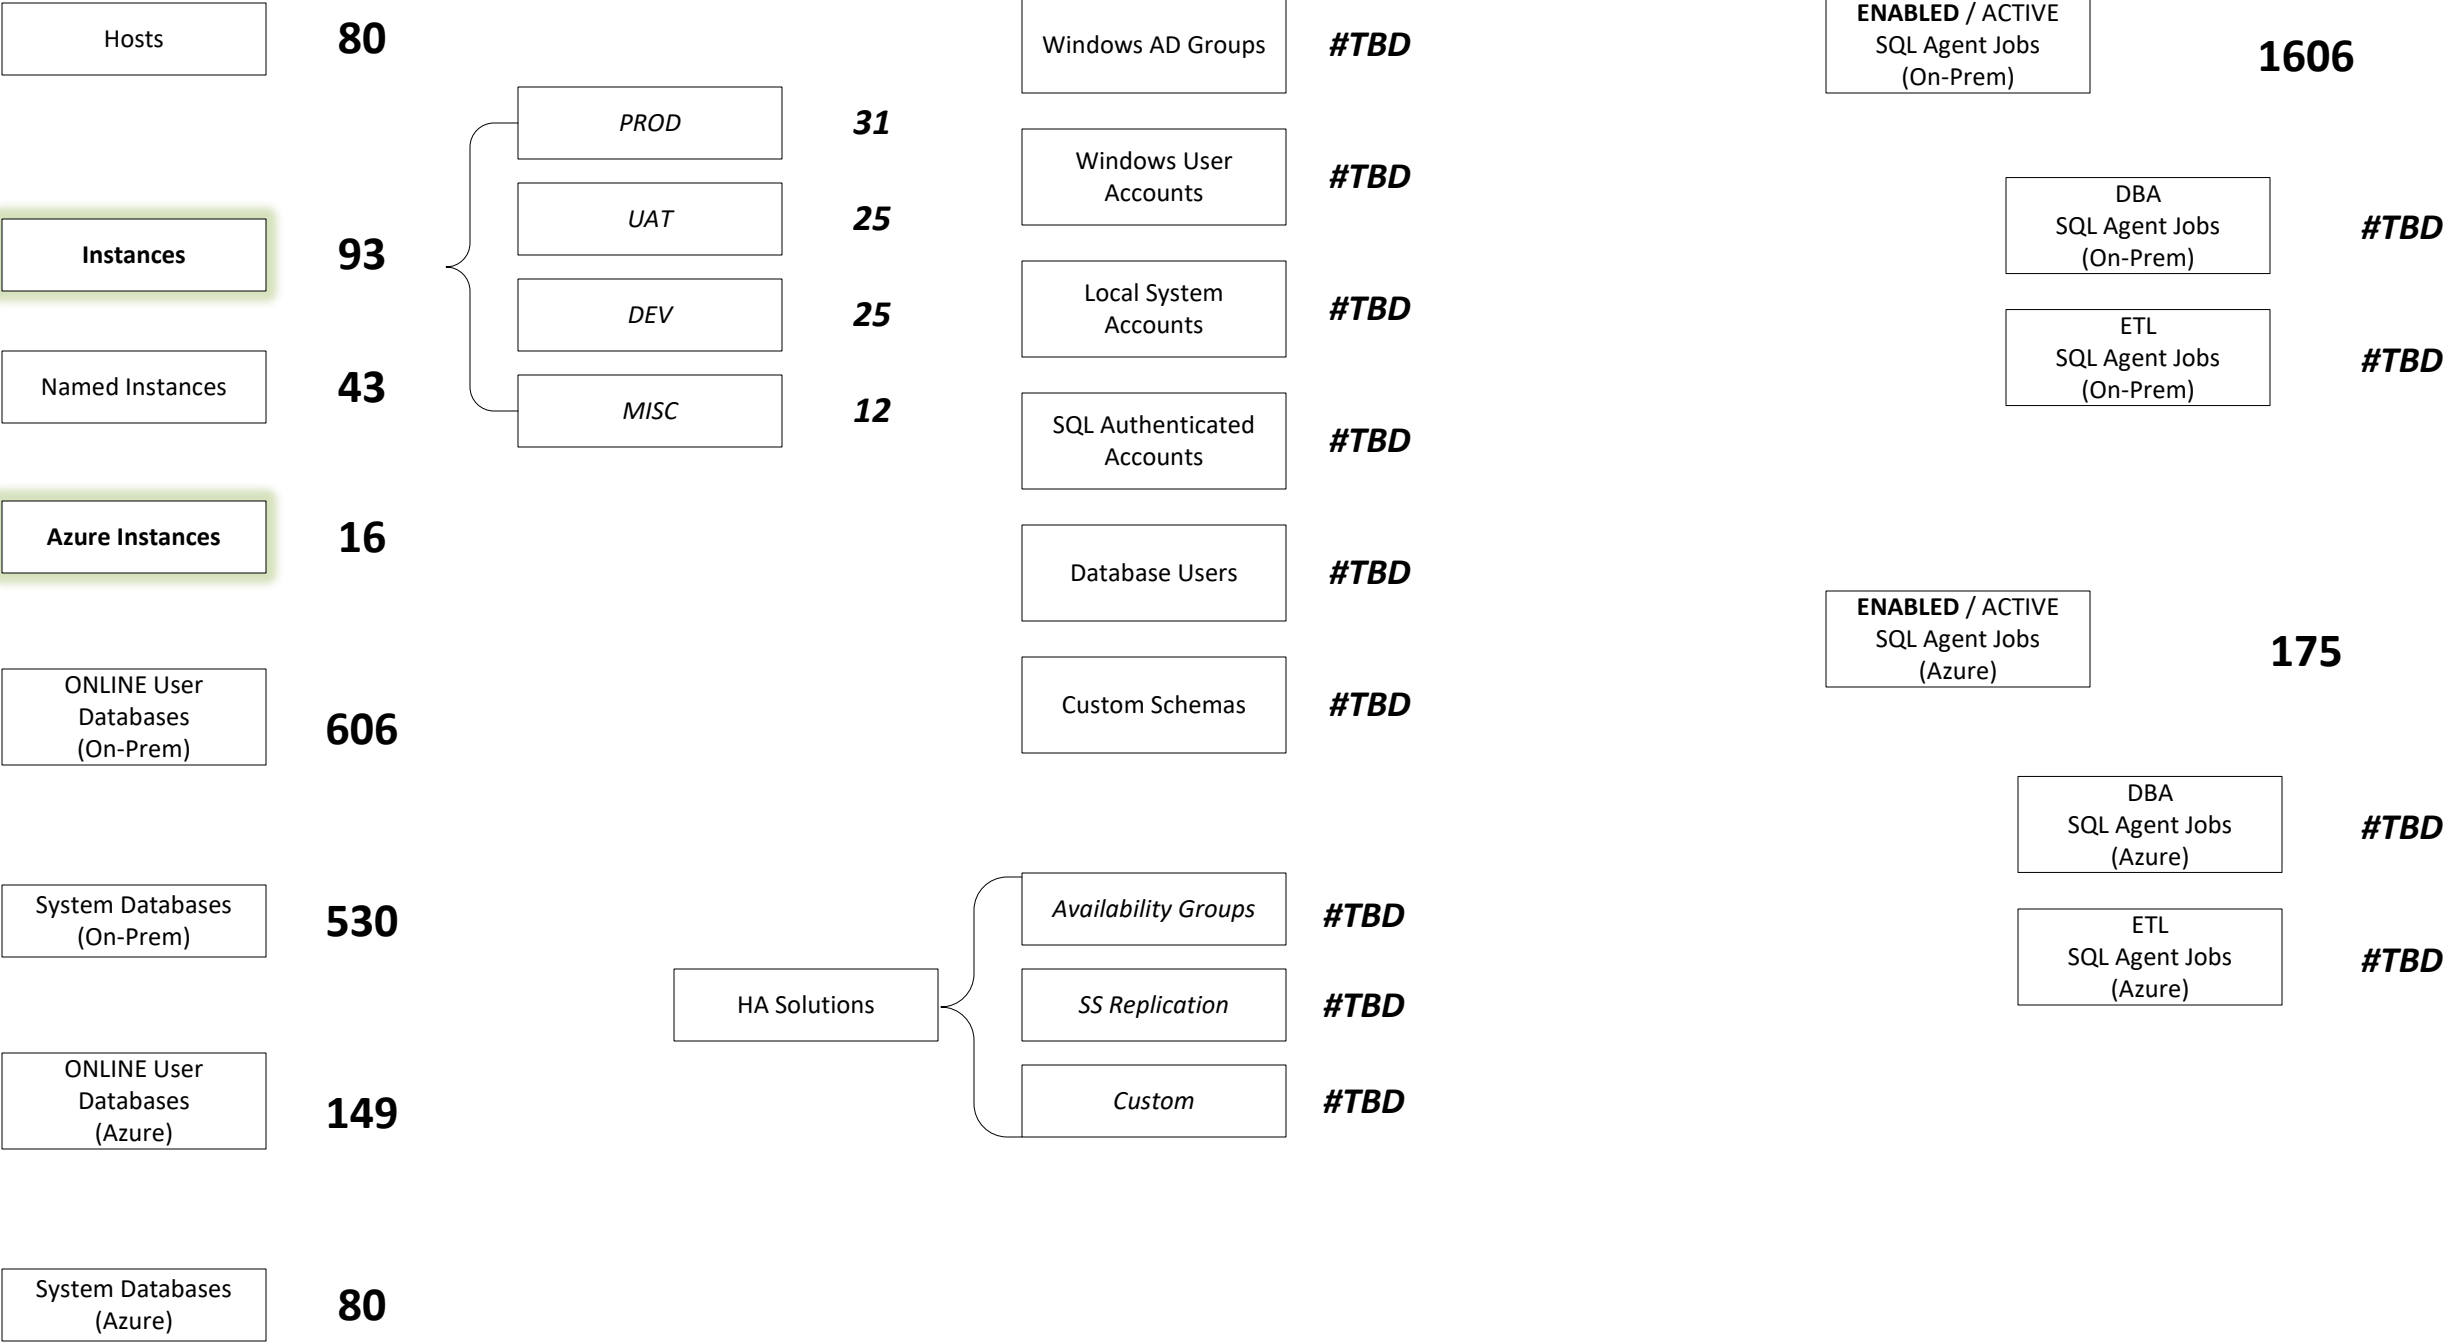 Hosts
80
Instances
93
Named Instances
43
Azure Instances
16
ONLINE User
Databases
(On-Prem)
606
System Databases
(On-Prem)
530
ONLINE User
Databases
(Azure)
149
System Databases
(Azure)
80
PROD
31
UAT
25
DEV
25
MISC
12
Windows AD Groups
#TBD
Windows User
Accounts
#TBD
Local System
Accounts
#TBD
SQL Authenticated
Accounts
#TBD
Database Users
#TBD
Custom Schemas
#TBD
HA Solutions
Availability Groups
#TBD
SS Replication
#TBD
Custom
#TBD
ENABLED / ACTIVE
SQL Agent Jobs
(On-Prem)
1606
DBA
SQL Agent Jobs
(On-Prem)
#TBD
ETL
SQL Agent Jobs
(On-Prem)
#TBD
ENABLED / ACTIVE
SQL Agent Jobs
(Azure)
175
DBA
SQL Agent Jobs
(Azure)
#TBD
ETL
SQL Agent Jobs
(Azure)
#TBD